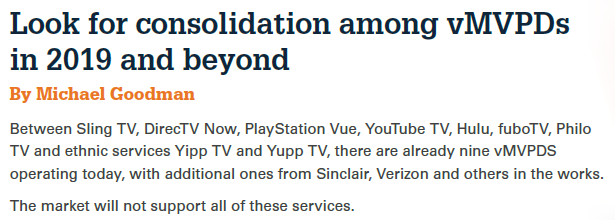 Look for consolidation among vMVPDs
in 2019 and beyond
By Michael Goodman
Between Sling TV, DirecTV Now, PlayStation Vue, YouTube TV, Hulu, fuboTV, Philo
TV and ethnic services Yipp TV and Yupp TV, there are already nine vMVPDS
operating today, with additional ones from Sinclair, Verizon and others in the works.
The market will not support all of these services.